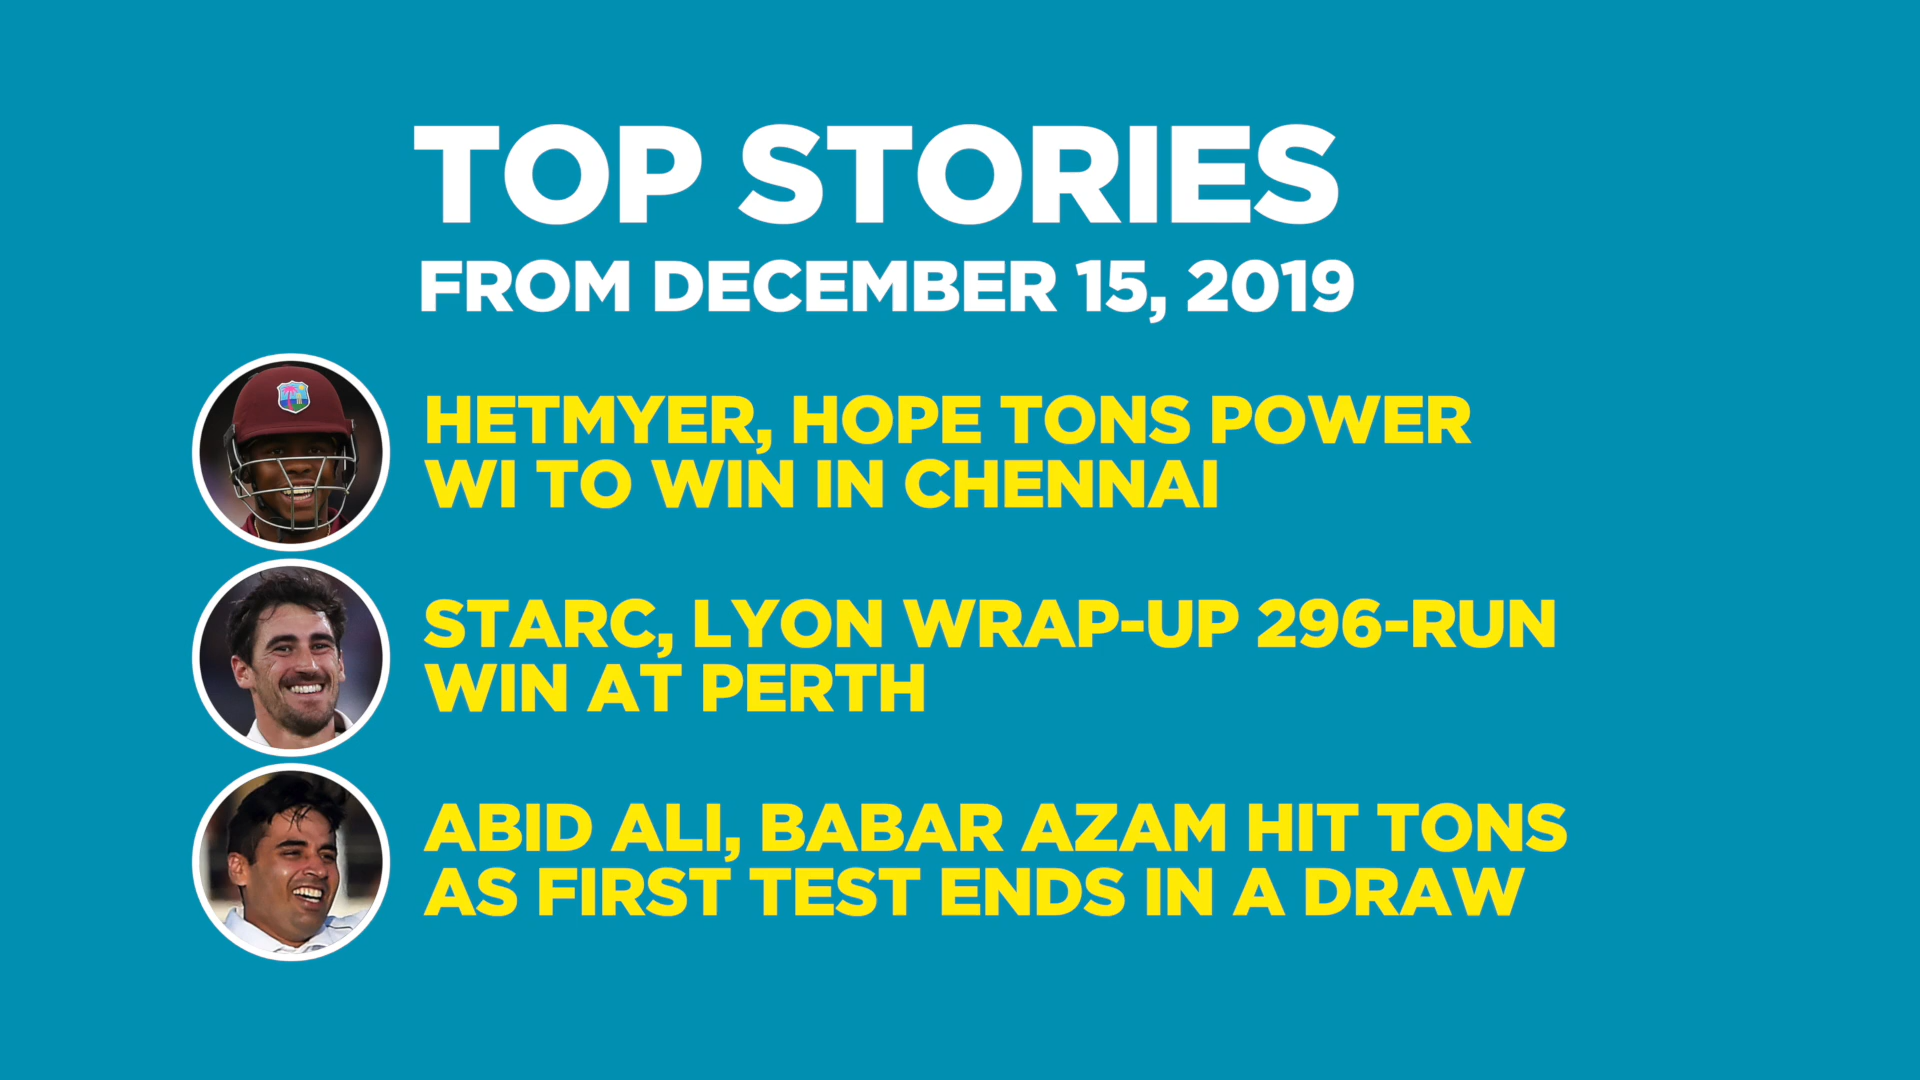 TOP STORIES
FROM DECEMBER 15, 2019
HETMYER, HOPE TONS POWER
WI TO WIN IN CHENNAI
STARC, LYON WRAP-UP 296-RUN
WIN AT PERTH
ABID ALI, BABAR AZAM HIT TONS
AS FIRST TEST ENDS IN A DRAW